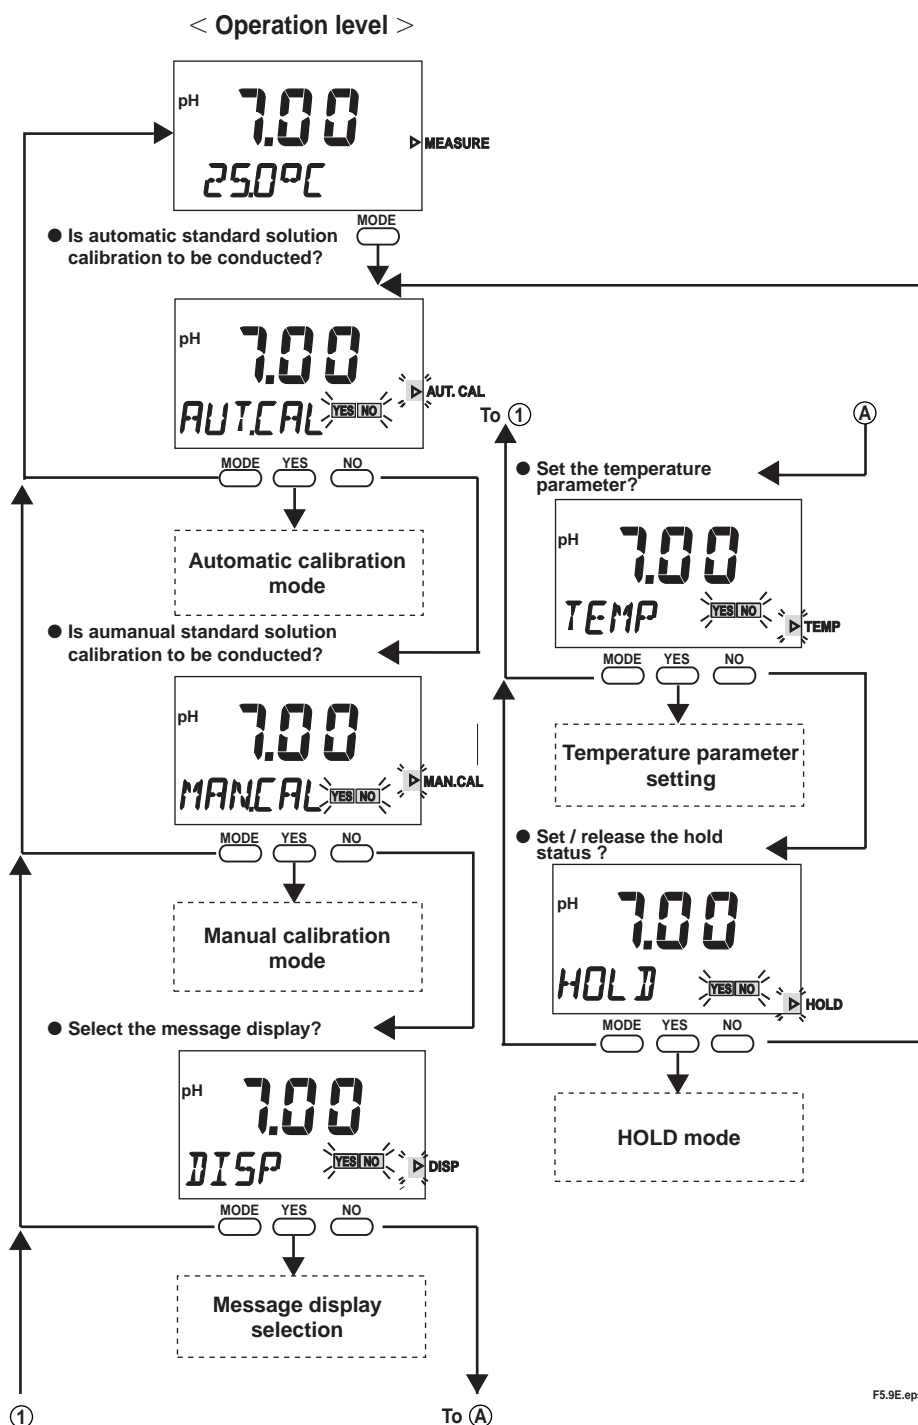 < Operation level >
pH
7.00
25.0°C
MEASURE
MODE
● Is automatic standard solution
calibration to be conducted?
pH
7.00
AUT.CAL
YES NO
AUT. CAL
MODE YES NO
Automatic calibration
mode
● Is aumanual standard solution
calibration to be conducted?
pH
7.00
MAN.CAL
YES NO
MAN.CAL
MODE YES NO
Manual calibration
mode
● Select the message display?
pH
7.00
DISP
YES NO
DISP
MODE YES NO
Message display
selection
①
To Ⓐ
To ①
Ⓐ
● Set the temperature
parameter?
pH
7.00
TEMP
YES NO
TEMP
MODE YES NO
Temperature parameter
setting
● Set / release the hold
status ?
pH
7.00
HOLD
YES NO
HOLD
MODE YES NO
HOLD mode
F5.9E.eps